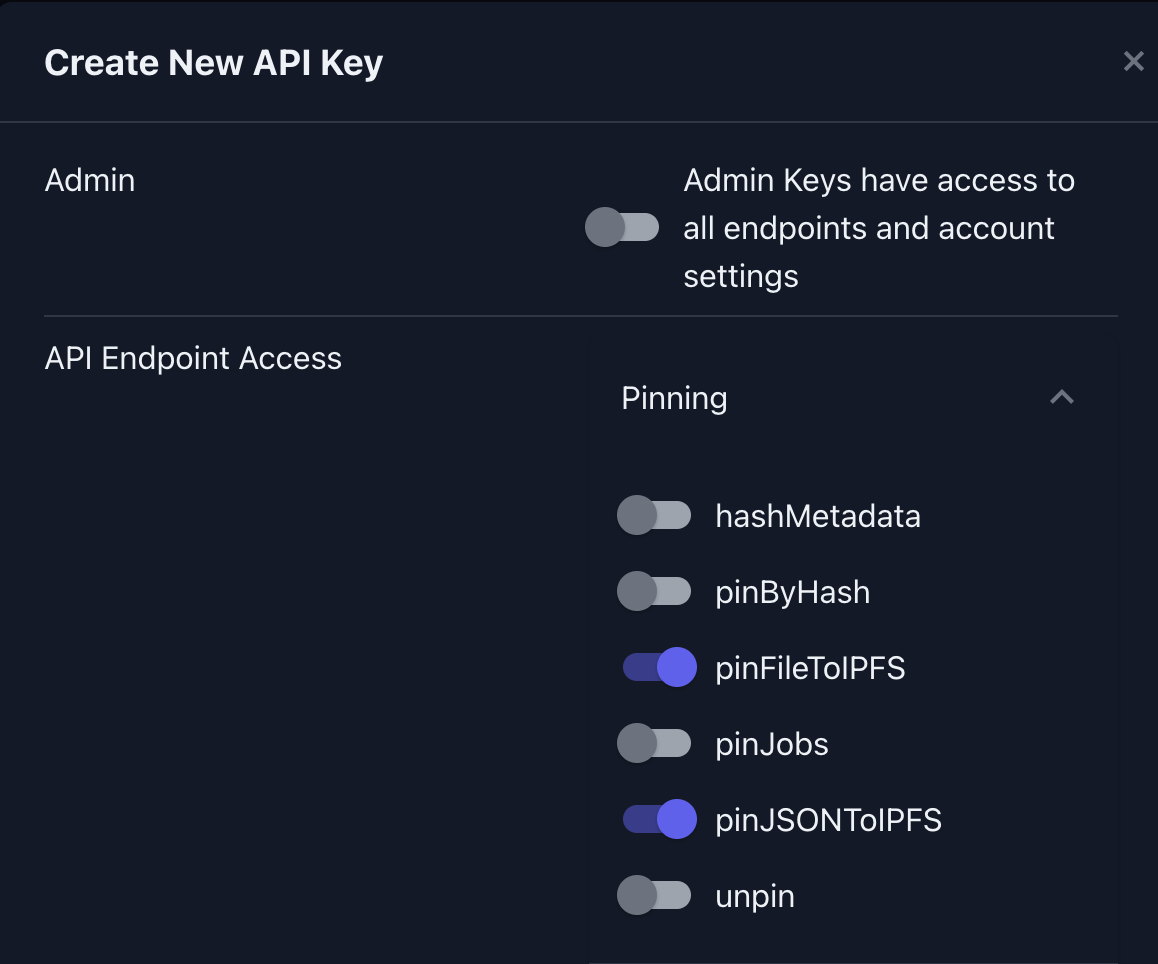 Create New API Key
Admin
Admin Keys have access to
all endpoints and account
settings
API Endpoint Access
Pinning
hashMetadata
pinByHash
pinFileToIPFS
pinJobs
pinJSONToIPFS
unpin